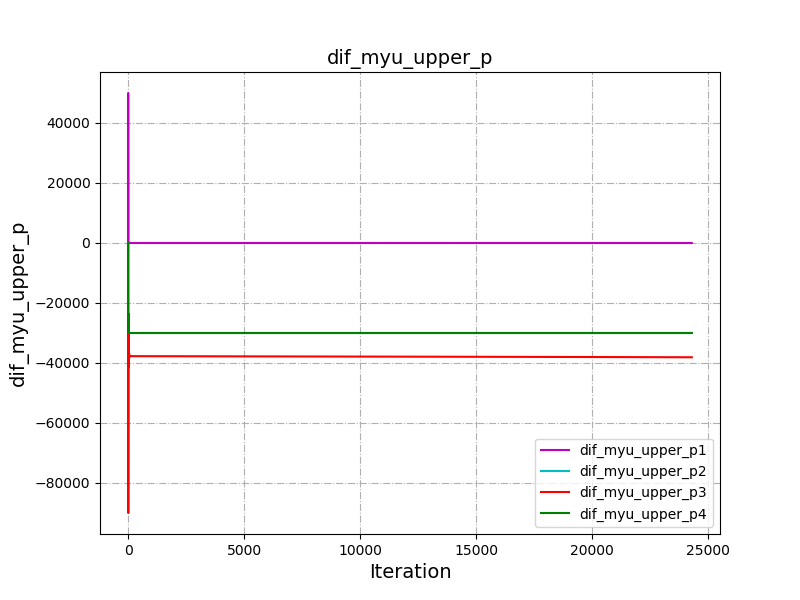 dif_myu_upper_p
40000
20000
0
−20000
−40000
−60000
−80000
dif_myu_upper_p
dif_myu_upper_p1
dif_myu_upper_p2
dif_myu_upper_p3
dif_myu_upper_p4
0 5000 10000 15000 20000 25000
Iteration